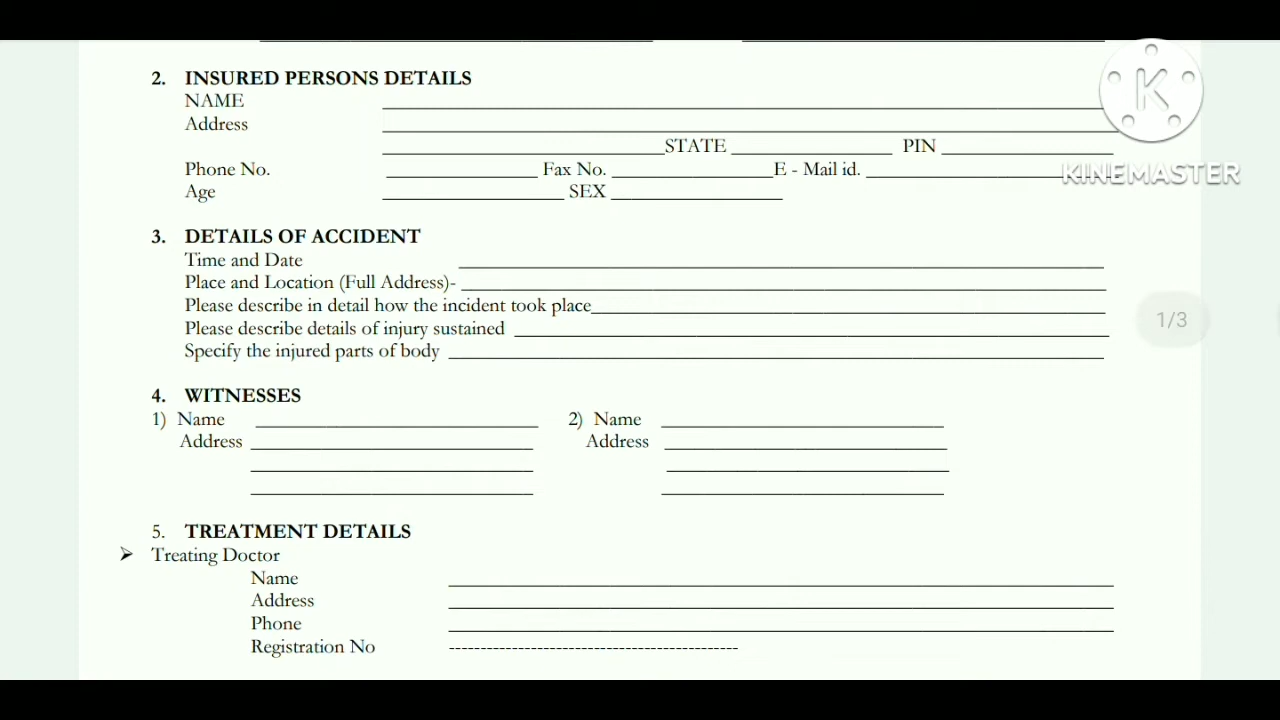 2. INSURED PERSONS DETAILS
NAME
Address
STATE PIN
Phone No. Fax No. E - Mail id.
Age SEX
K
KINEMASTER
3. DETAILS OF ACCIDENT
Time and Date
Place and Location (Full Address)-
Please describe in detail how the incident took place
Please describe details of injury sustained
Specify the injured parts of body
1/3
4. WITNESSES
1) Name 2) Name
Address Address
5. TREATMENT DETAILS
➢ Treating Doctor
Name
Address
Phone
Registration No